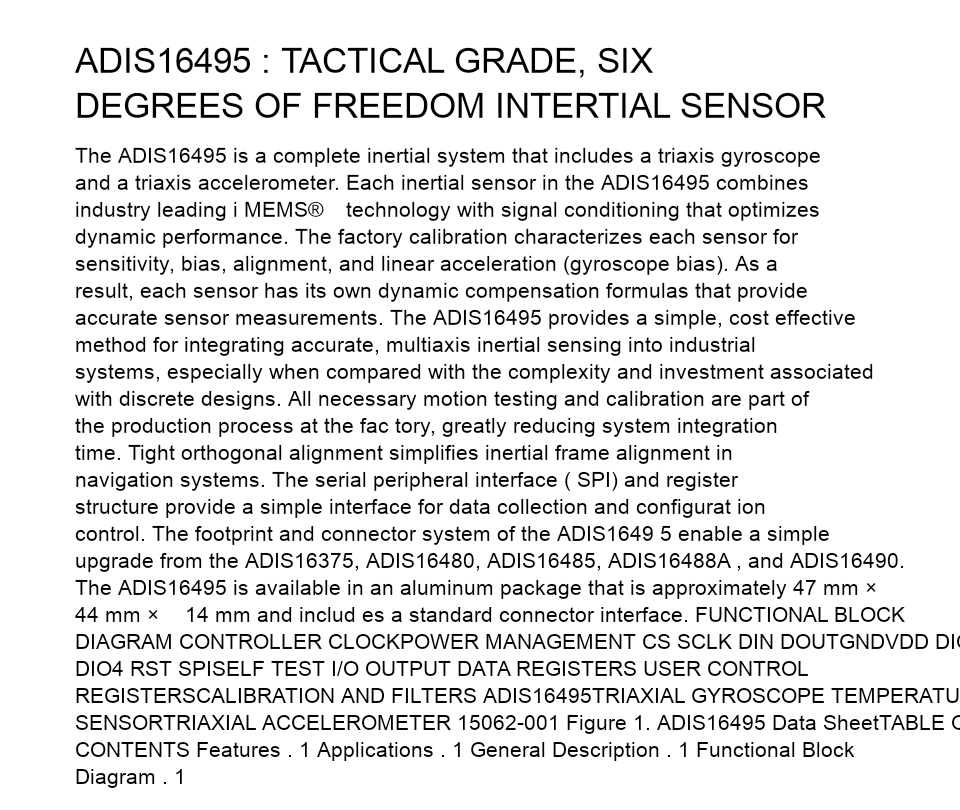 ADIS16495 : TACTICAL GRADE, SIX
DEGREES OF FREEDOM INTERTIAL SENSOR
The ADIS16495 is a complete inertial system that includes a triaxis gyroscope
and a triaxis accelerometer. Each inertial sensor in the ADIS16495 combines
industry leading i MEMS® technology with signal conditioning that optimizes
dynamic performance. The factory calibration characterizes each sensor for
sensitivity, bias, alignment, and linear acceleration (gyroscope bias). As a
result, each sensor has its own dynamic compensation formulas that provide
accurate sensor measurements. The ADIS16495 provides a simple, cost effective
method for integrating accurate, multiaxis inertial sensing into industrial
systems, especially when compared with the complexity and investment associated
with discrete designs. All necessary motion testing and calibration are part of
the production process at the fac tory, greatly reducing system integration
time. Tight orthogonal alignment simplifies inertial frame alignment in
navigation systems. The serial peripheral interface ( SPI) and register
structure provide a simple interface for data collection and configurat ion
control. The footprint and connector system of the ADIS1649 5 enable a simple
upgrade from the ADIS16375, ADIS16480, ADIS16485, ADIS16488A , and ADIS16490.
The ADIS16495 is available in an aluminum package that is approximately 47 mm ×
44 mm × 14 mm and includ es a standard connector interface. FUNCTIONAL BLOCK
DIAGRAM CONTROLLER CLOCKPOWER MANAGEMENT CS SCLK DIN DOUTGNDVDD
DIO4 RST SPISELF TEST I/O OUTPUT DATA REGISTERS USER CONTROL
REGISTERSCALIBRATION AND FILTERS ADIS16495TRIAXIAL GYROSCOPE TEMPERATU
SENSORTRIAXIAL ACCELEROMETER 15062-001 Figure 1. ADIS16495 Data SheetTABLE
CONTENTS Features . 1 Applications . 1 General Description . 1 Functional Block
Diagram . 1